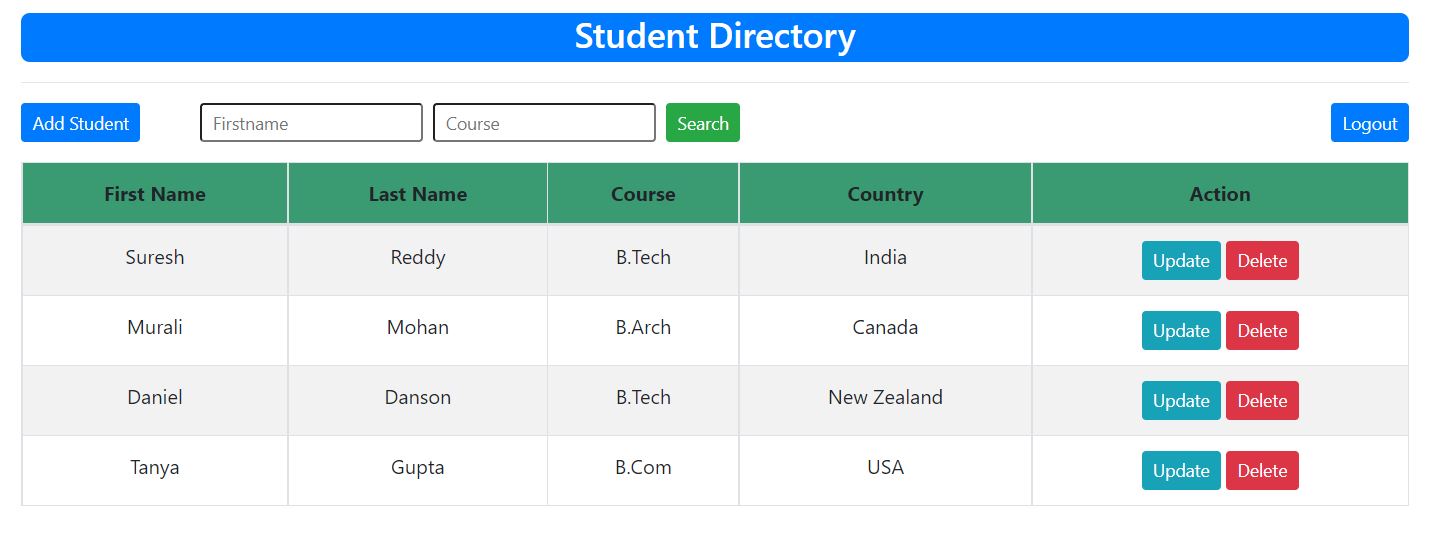 Student Directory
Add Student Firstname Course Search Logout
First Name Last Name Course Country Action
Suresh Reddy B.Tech India Update Delete
Murali Mohan B.Arch Canada Update Delete
Daniel Danson B.Tech New Zealand Update Delete
Tanya Gupta B.Com USA Update Delete